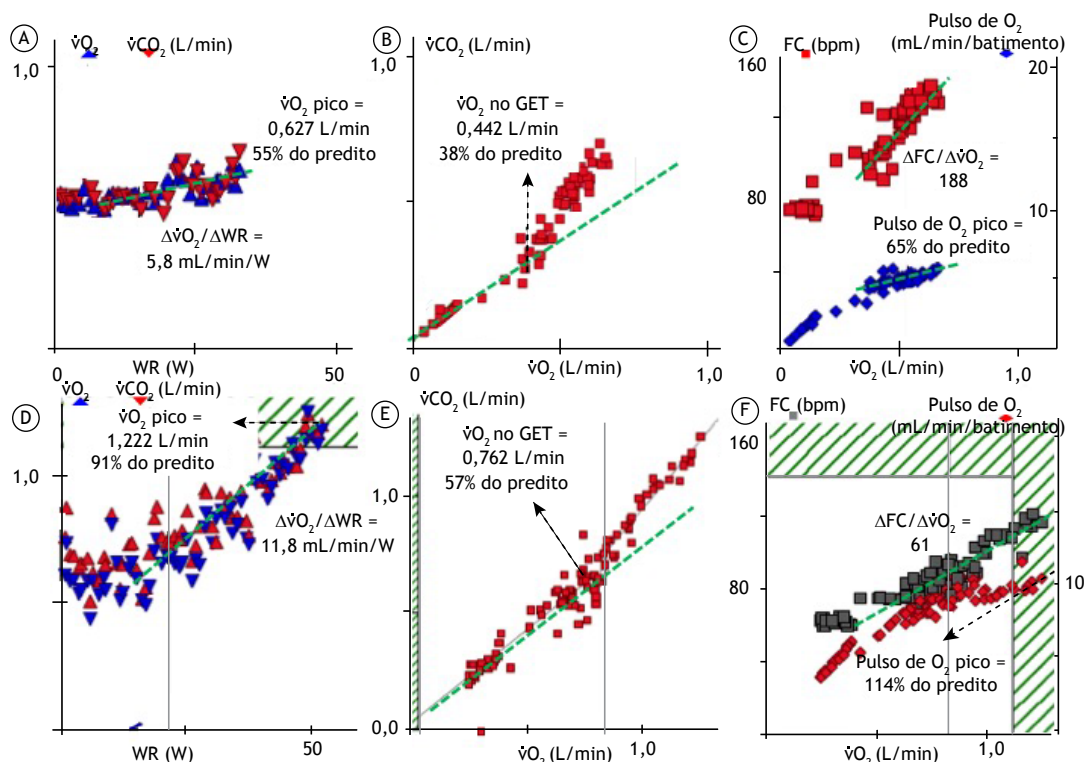 A
V̇O₂ V̇CO₂ (L/min)
1,0
V̇O₂ pico =
0,627 L/min
55% do predito
ΔV̇O₂/ΔWR =
5,8 mL/min/W
0 50
WR (W)
B
V̇CO₂ (L/min)
1,0
V̇O₂ no GET =
0,442 L/min
38% do predito
0 1,0
V̇O₂ (L/min)
C
FC (bpm)
Pulso de O₂
(mL/min/batimento)
160 20
ΔFC/ΔV̇O₂ =
188
80 10
Pulso de O₂ pico =
65% do predito
0 1,0
V̇O₂ (L/min)
D
V̇O₂ V̇CO₂ (L/min)
V̇O₂ pico =
1,222 L/min
91% do predito
1,0
ΔV̇O₂/ΔWR =
11,8 mL/min/W
50
WR (W)
E
V̇CO₂ (L/min)
V̇O₂ no GET =
0,762 L/min
57% do predito
1,0
0,0
1,0
V̇O₂ (L/min)
F
FC (bpm)
Pulso de O₂
(mL/min/batimento)
160
ΔFC/ΔV̇O₂ =
61
80 10
Pulso de O₂ pico =
114% do predito
1,0
V̇O₂ (L/min)